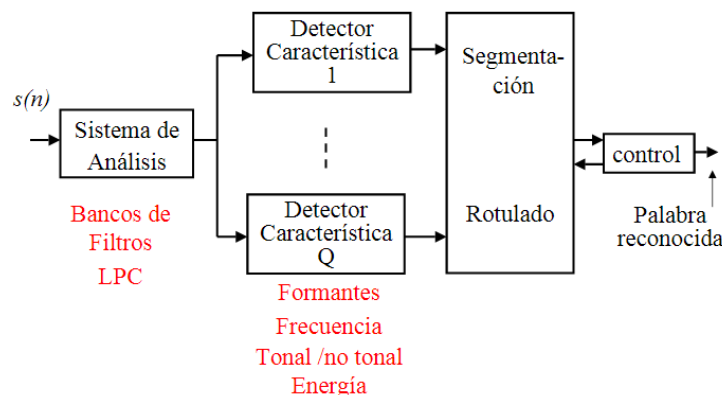 s(n)
Sistema de
Análisis
Bancos de
Filtros
LPC
Detector
Característica
1
Detector
Característica
Q
Formantes
Frecuencia
Tonal /no tonal
Energía
Segmenta-
ción
Rotulado
control
Palabra
reconocida